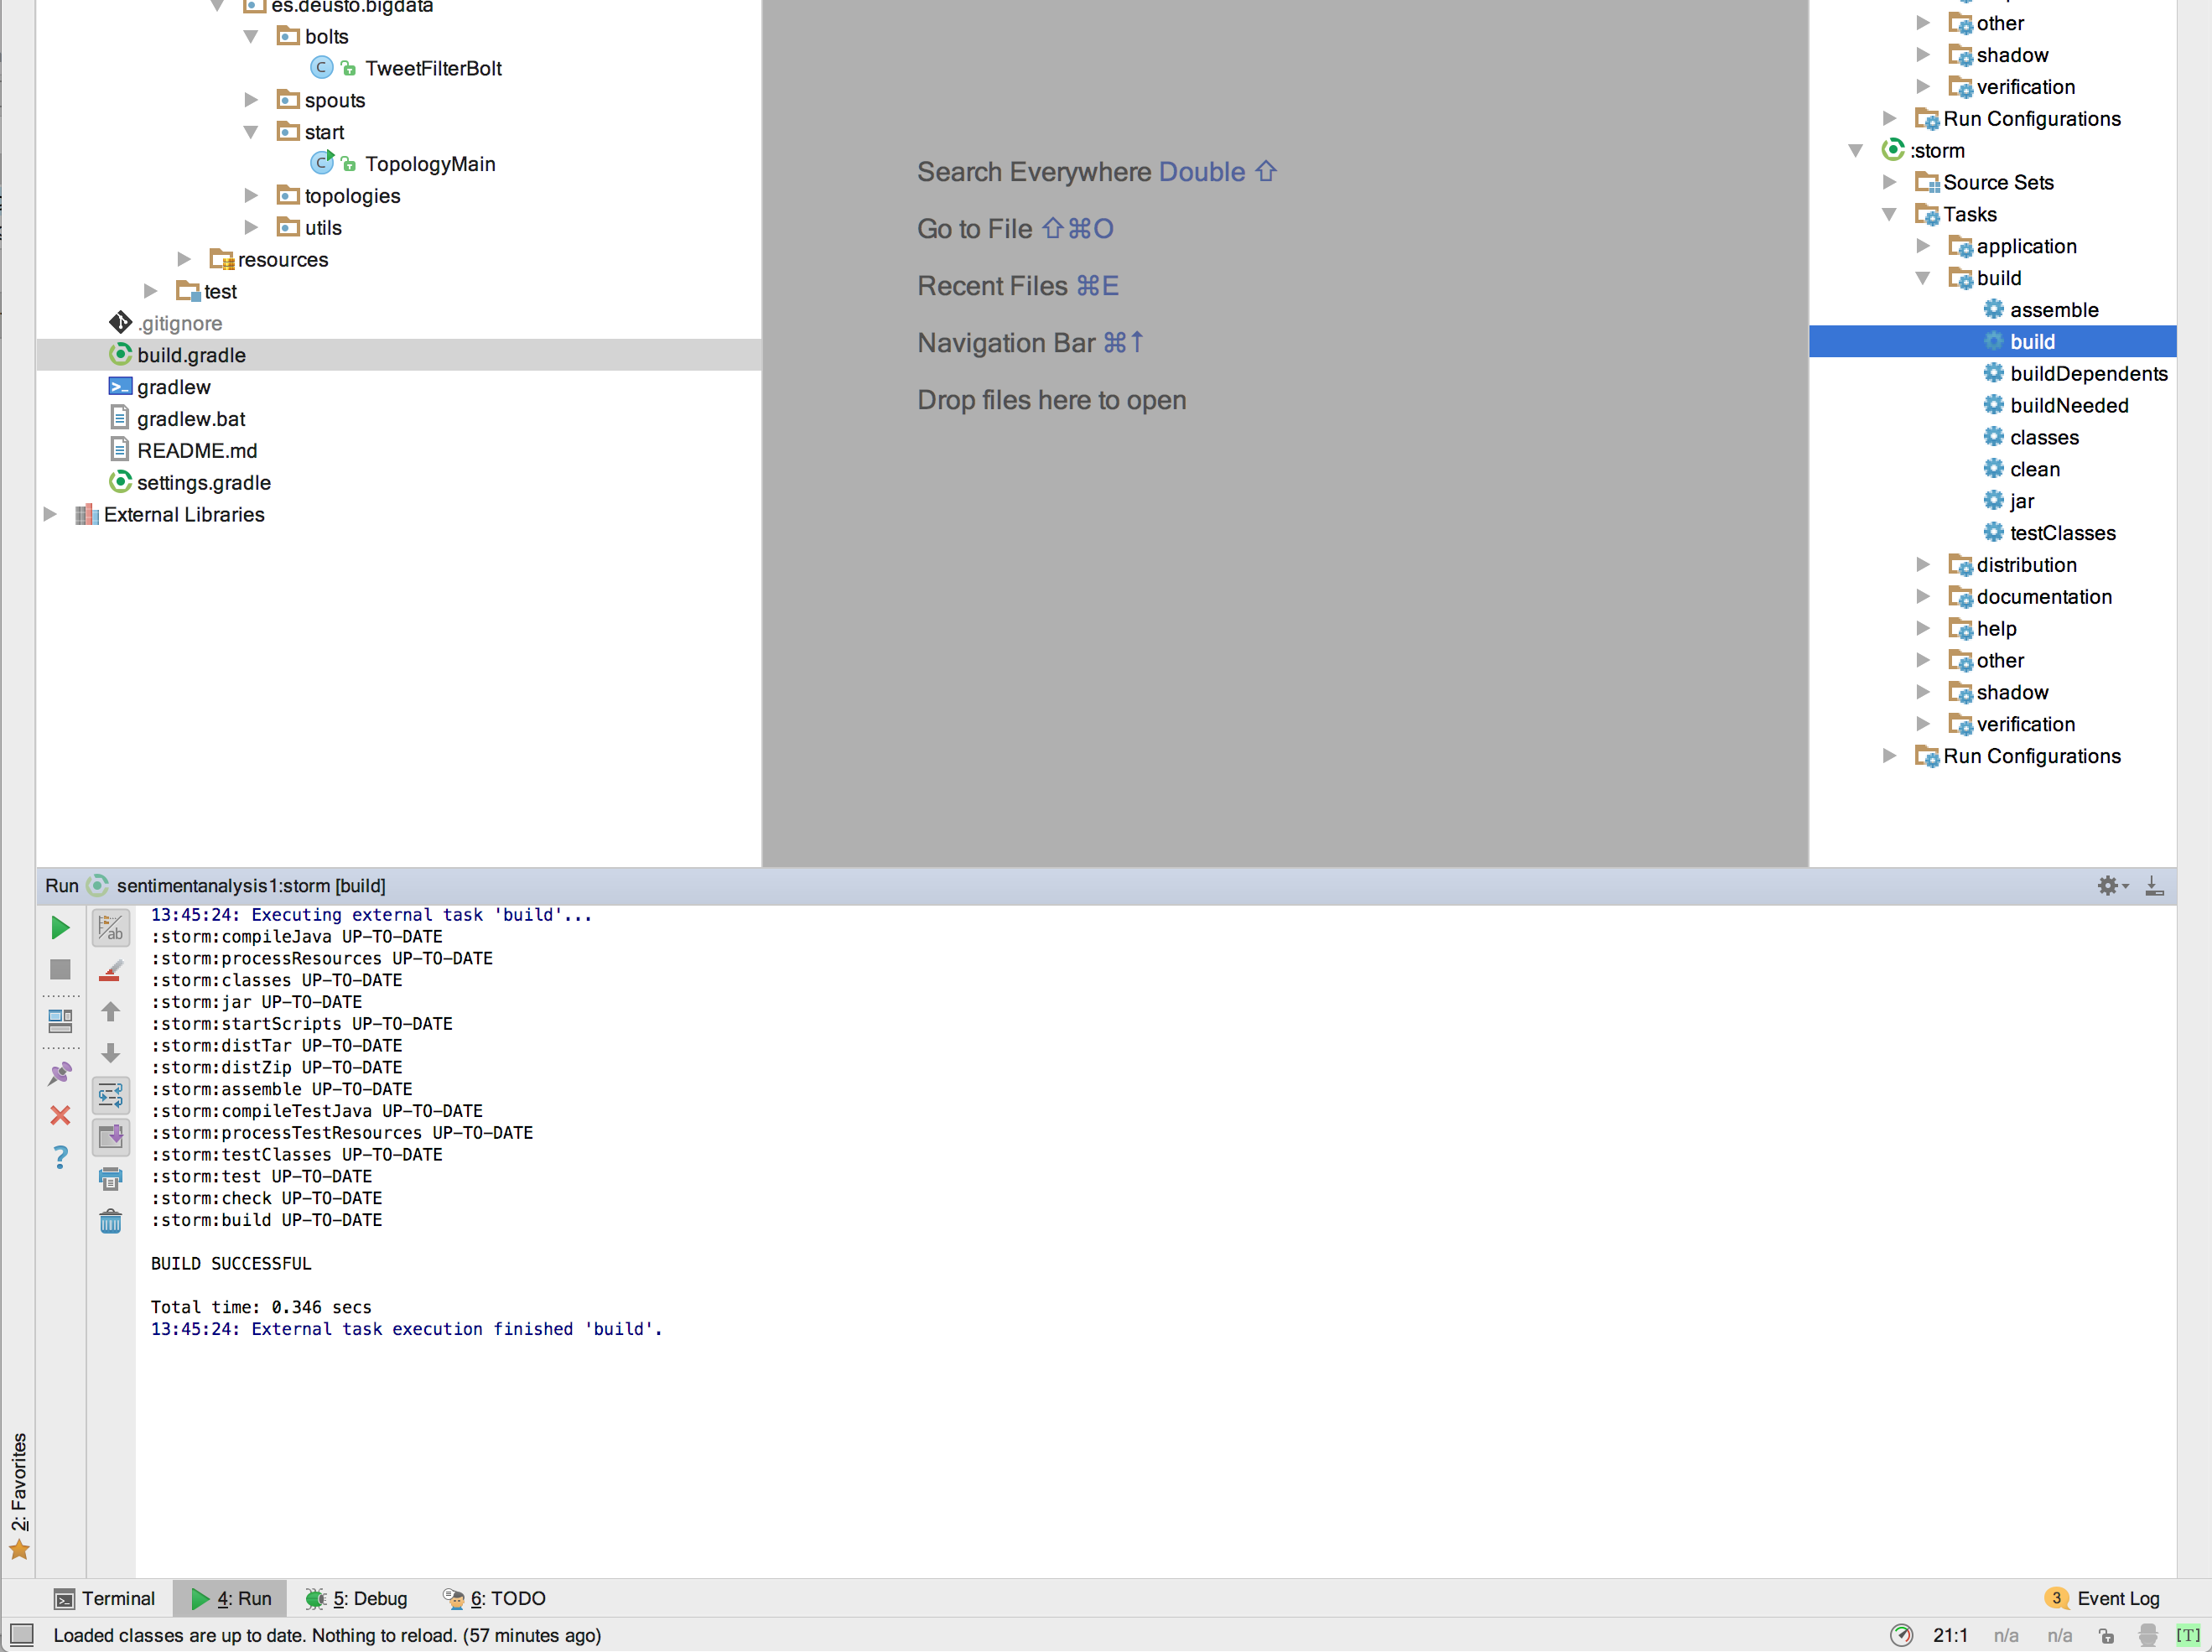 es.deusto.bigdata
bolts
TweetFilterBolt
spouts
start
TopologyMain
topologies
utils
resources
test
.gitignore
build.gradle
gradlew
gradlew.bat
README.md
settings.gradle
External Libraries
Search Everywhere Double ⇧
Go to File ⇧⌘O
Recent Files ⌘E
Navigation Bar ⌘↑
Drop files here to open
other
shadow
verification
Run Configurations
:storm
Source Sets
Tasks
application
build
assemble
build
buildDependents
buildNeeded
classes
clean
jar
testClasses
distribution
documentation
help
other
shadow
verification
Run Configurations
Run sentimentanalysis1:storm [build]
13:45:24: Executing external task 'build'...
:storm:compileJava UP-TO-DATE
:storm:processResources UP-TO-DATE
:storm:classes UP-TO-DATE
:storm:jar UP-TO-DATE
:storm:startScripts UP-TO-DATE
:storm:distTar UP-TO-DATE
:storm:distZip UP-TO-DATE
:storm:assemble UP-TO-DATE
:storm:compileTestJava UP-TO-DATE
:storm:processTestResources UP-TO-DATE
:storm:testClasses UP-TO-DATE
:storm:test UP-TO-DATE
:storm:check UP-TO-DATE
:storm:build UP-TO-DATE
BUILD SUCCESSFUL
Total time: 0.346 secs
13:45:24: External task execution finished 'build'.
2: Favorites
Terminal 4: Run 5: Debug 6: TODO 3 Event Log
Loaded classes are up to date. Nothing to reload. (57 minutes ago) 21:1 n/a n/a [T]